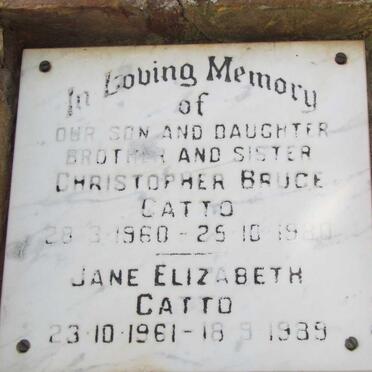 In Loving Memory
of
OUR SON AND DAUGHTER
BROTHER AND SISTER
CHRISTOPHER BRUCE
CATTO
28·3·1960 - 25·10·1980
JANE ELIZABETH
CATTO
23·10·1961 - 18·9·1989